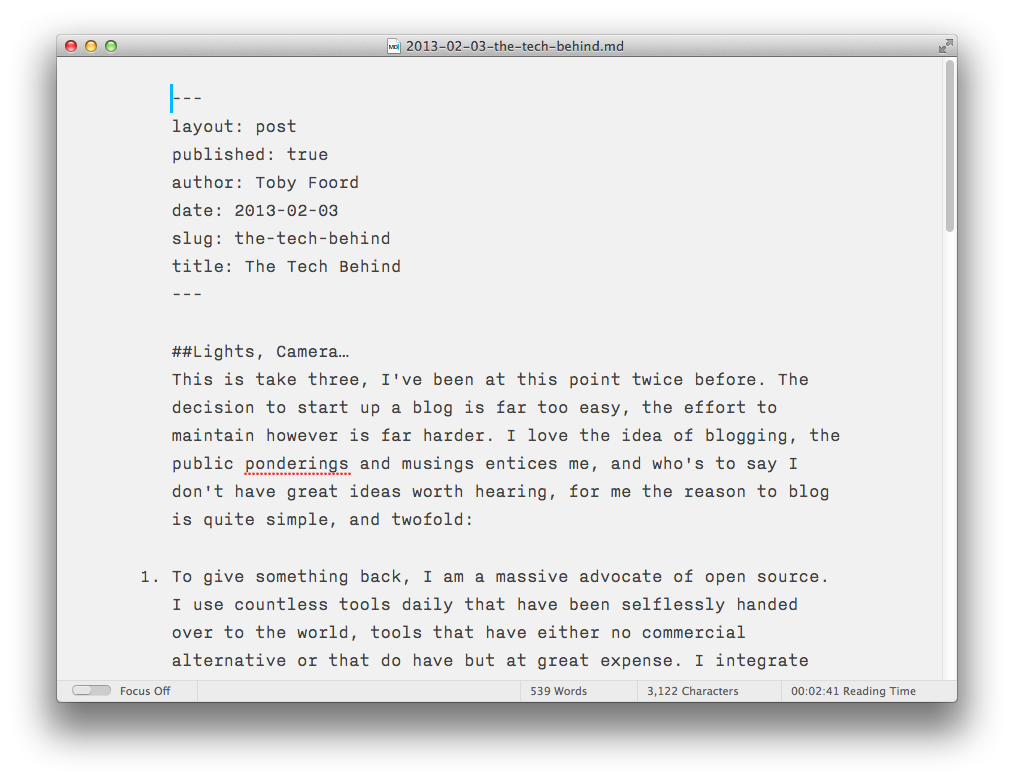 2013-02-03-the-tech-behind.md
---
layout: post
published: true
author: Toby Foord
date: 2013-02-03
slug: the-tech-behind
title: The Tech Behind
---
##Lights, Camera…
This is take three, I've been at this point twice before. The
decision to start up a blog is far too easy, the effort to
maintain however is far harder. I love the idea of blogging, the
public ponderings and musings entices me, and who's to say I
don't have great ideas worth hearing, for me the reason to blog
is quite simple, and twofold:
1. To give something back, I am a massive advocate of open source.
I use countless tools daily that have been selflessly handed
over to the world, tools that have either no commercial
alternative or that do have but at great expense. I integrate
Focus Off 539 Words 3,122 Characters 00:02:41 Reading Time